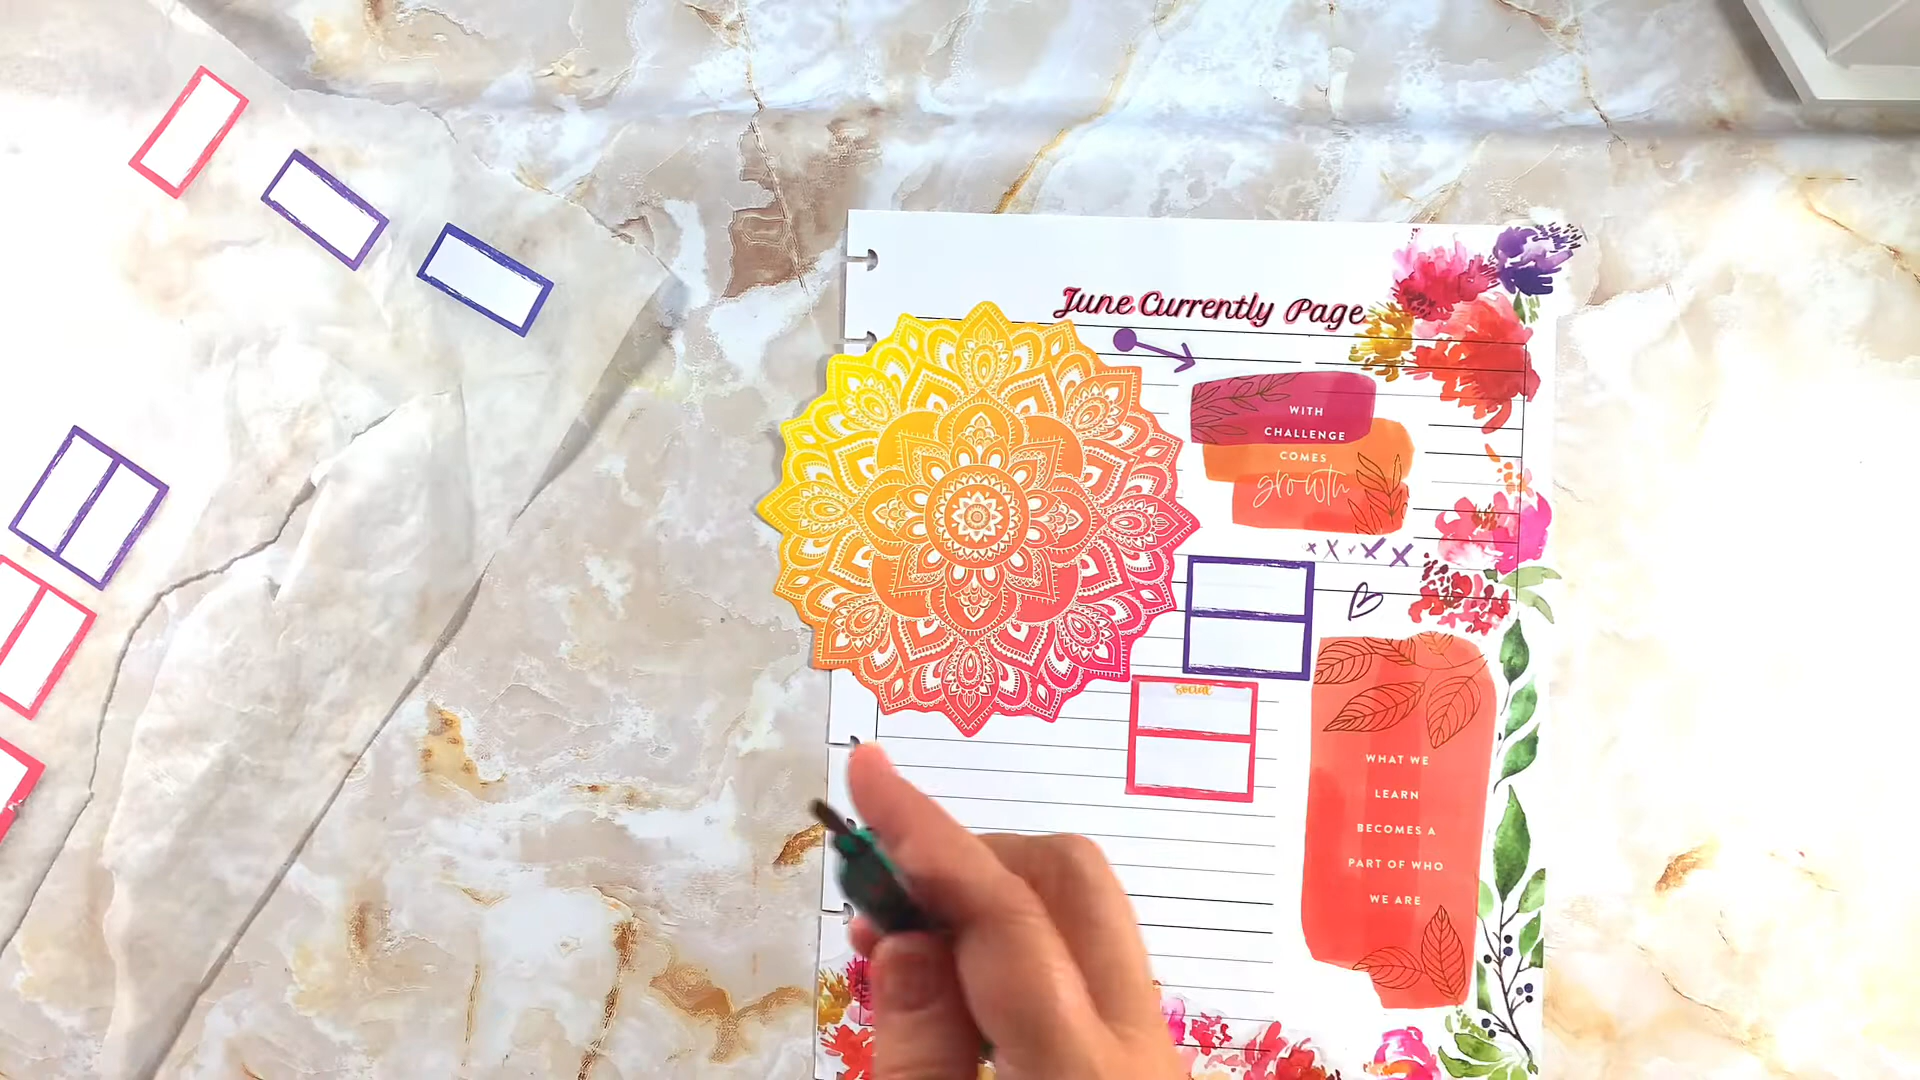 June Currently Page
WITH
CHALLENGE
COMES
growth
social
WHAT WE
LEARN
BECOMES A
PART OF WHO
WE ARE